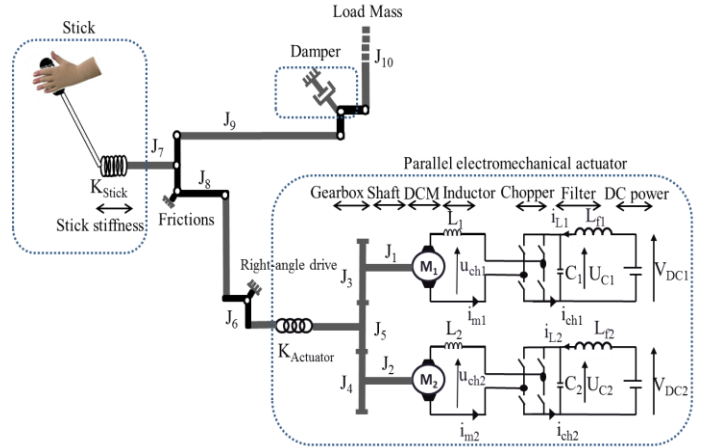 Stick
Load Mass
Damper
J10
J9
J7
KStick
Stick stiffness
J8
Frictions
Right-angle drive
J6
KActuator
Parallel electromechanical actuator
Gearbox Shaft DCM Inductor Chopper Filter DC power
L1
iL1
Lf1
J1
M1
J3
uch1
C1
UC1
VDC1
im1
ich1
J5
L2
iL2
Lf2
J2
M2
J4
uch2
C2
UC2
VDC2
im2
ich2